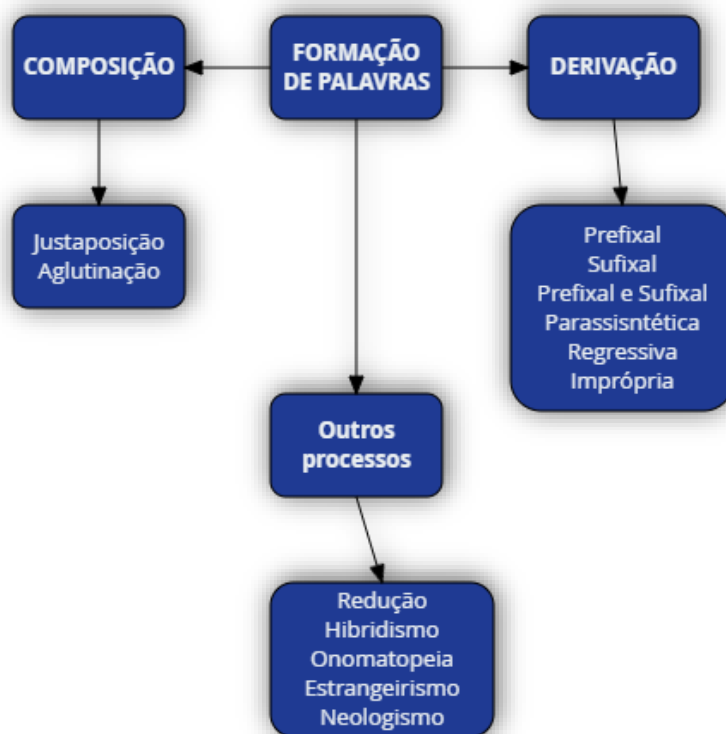 COMPOSIÇÃO
FORMAÇÃO
DE PALAVRAS
DERIVAÇÃO
Justaposição
Aglutinação
Prefixal
Sufixal
Prefixal e Sufixal
Parassisntética
Regressiva
Imprópria
Outros
processos
Redução
Hibridismo
Onomatopeia
Estrangeirismo
Neologismo